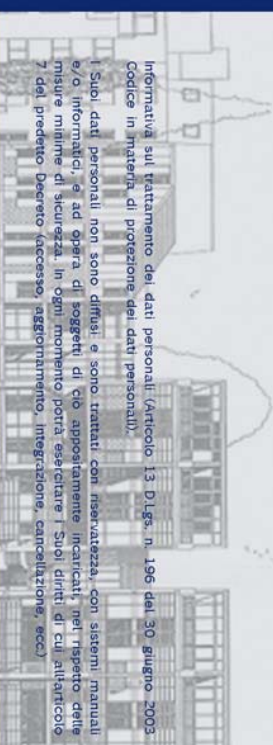 Informativa sul trattamento dei dati personali (Articolo 13 D.Lgs. n. 196 del 30 giugno 2003
Codice in materia di protezione dei dati personali).
I Suoi dati personali non sono diffusi e sono trattati con riservatezza, con sistemi manuali
e/o informatici, e ad opera di soggetti di ciò appositamente incaricati, nel rispetto delle
misure minime di sicurezza. In ogni momento potrà esercitare i Suoi diritti di cui all'articolo
7 del predetto Decreto (accesso, aggiornamento, integrazione, cancellazione, ecc.)